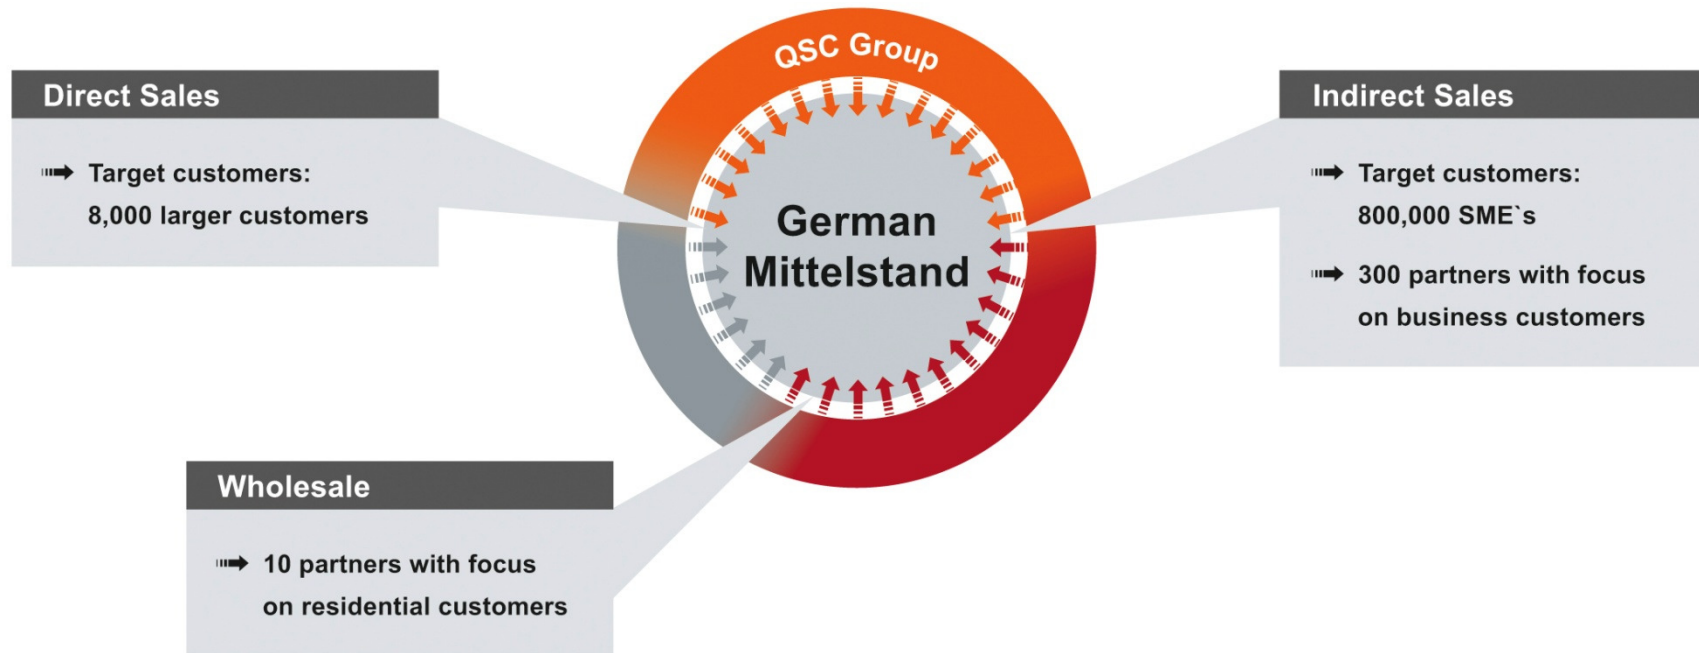 QSC Group
Direct Sales
Target customers:
8,000 larger customers
German
Mittelstand
Indirect Sales
Target customers:
800,000 SME`s
300 partners with focus
on business customers
Wholesale
10 partners with focus
on residential customers